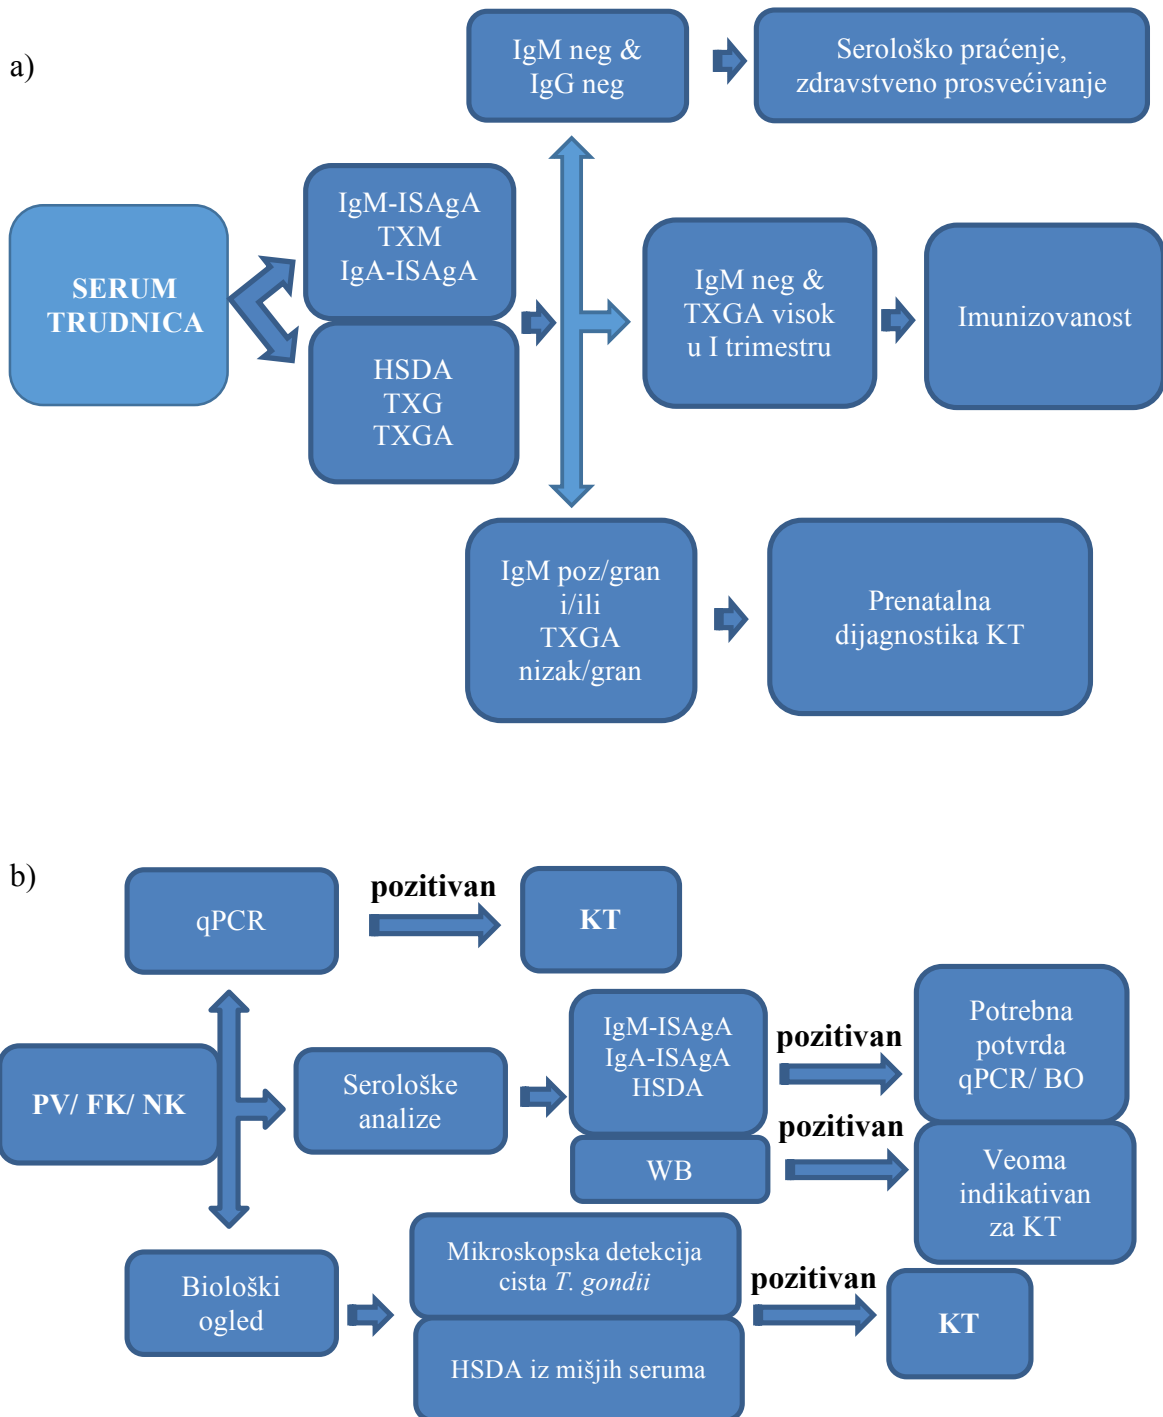 a)
IgM neg &
IgG neg
Serološko praćenje,
zdravstveno prosvećivanje
SERUM
TRUDNICA
IgM-ISAgA
TXM
IgA-ISAgA
HSDA
TXG
TXGA
IgM neg &
TXGA visok
u I trimestru
Imunizovanost
IgM poz/gran
i/ili
TXGA
nizak/gran
Prenatalna
dijagnostika KT
b)
qPCR
pozitivan
KT
PV/ FK/ NK
Serološke
analize
IgM-ISAgA
IgA-ISAgA
HSDA
pozitivan
Potrebna
potvrda
qPCR/ BO
WB
pozitivan
Veoma
indikativan
za KT
Biološki
ogled
Mikroskopska detekcija
cista T. gondii
HSDA iz mišjih seruma
pozitivan
KT